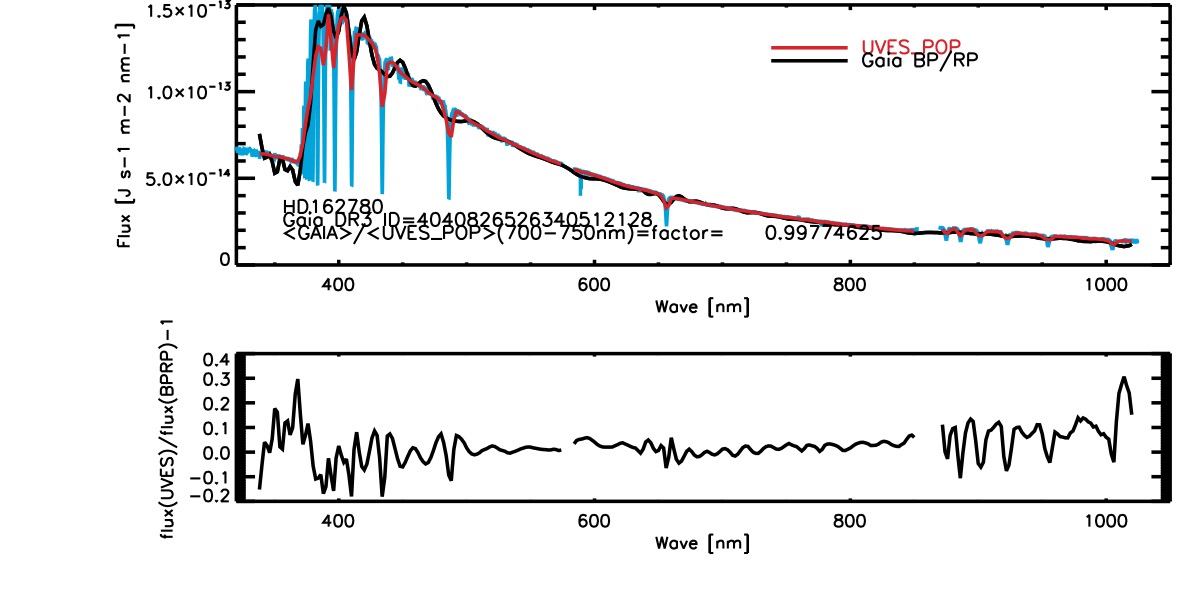 1.5×10−13
1.0×10−13
5.0×10−14
0
Flux [J s−1 m−2 nm−1]
UVES_POP
Gaia BP/RP
HD162780
Gaia DR3 ID=4040826526340512128
<GAIA>/<UVES_POP>(700−750nm)=factor= 0.99774625
400 600 800 1000
Wave [nm]
flux(UVES)/flux(BPRP)−1
0.4
0.3
0.2
0.1
0.0
−0.1
−0.2
400 600 800 1000
Wave [nm]